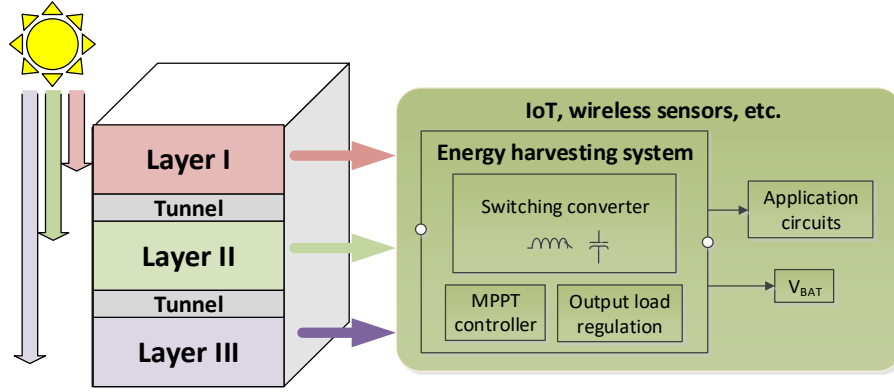 Layer I
Tunnel
Layer II
Tunnel
Layer III
IoT, wireless sensors, etc.
Energy harvesting system
Switching converter
MPPT
controller
Output load
regulation
Application
circuits
V_BAT